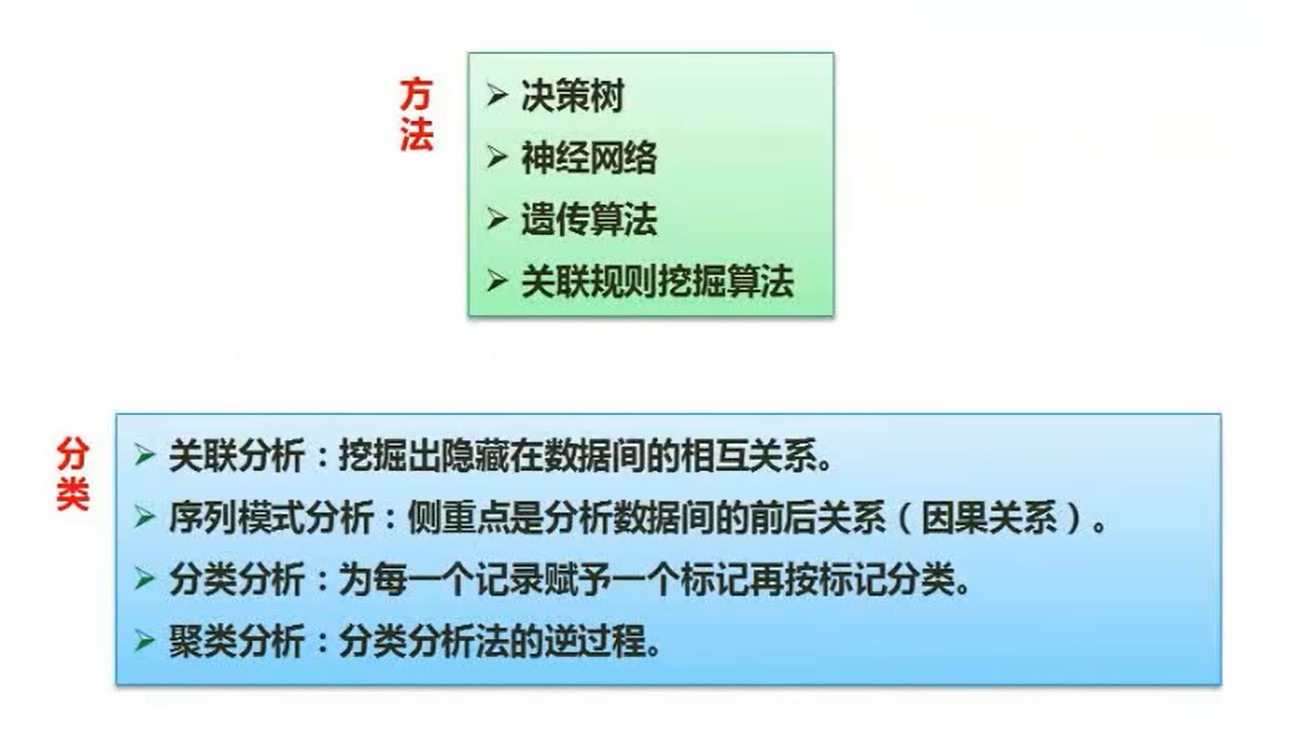 方法
决策树
神经网络
遗传算法
关联规则挖掘算法
分类
关联分析：挖掘出隐藏在数据间的相互关系。
序列模式分析：侧重点是分析数据间的前后关系（因果关系）。
分类分析：为每一个记录赋予一个标记再按标记分类。
聚类分析：分类分析法的逆过程。